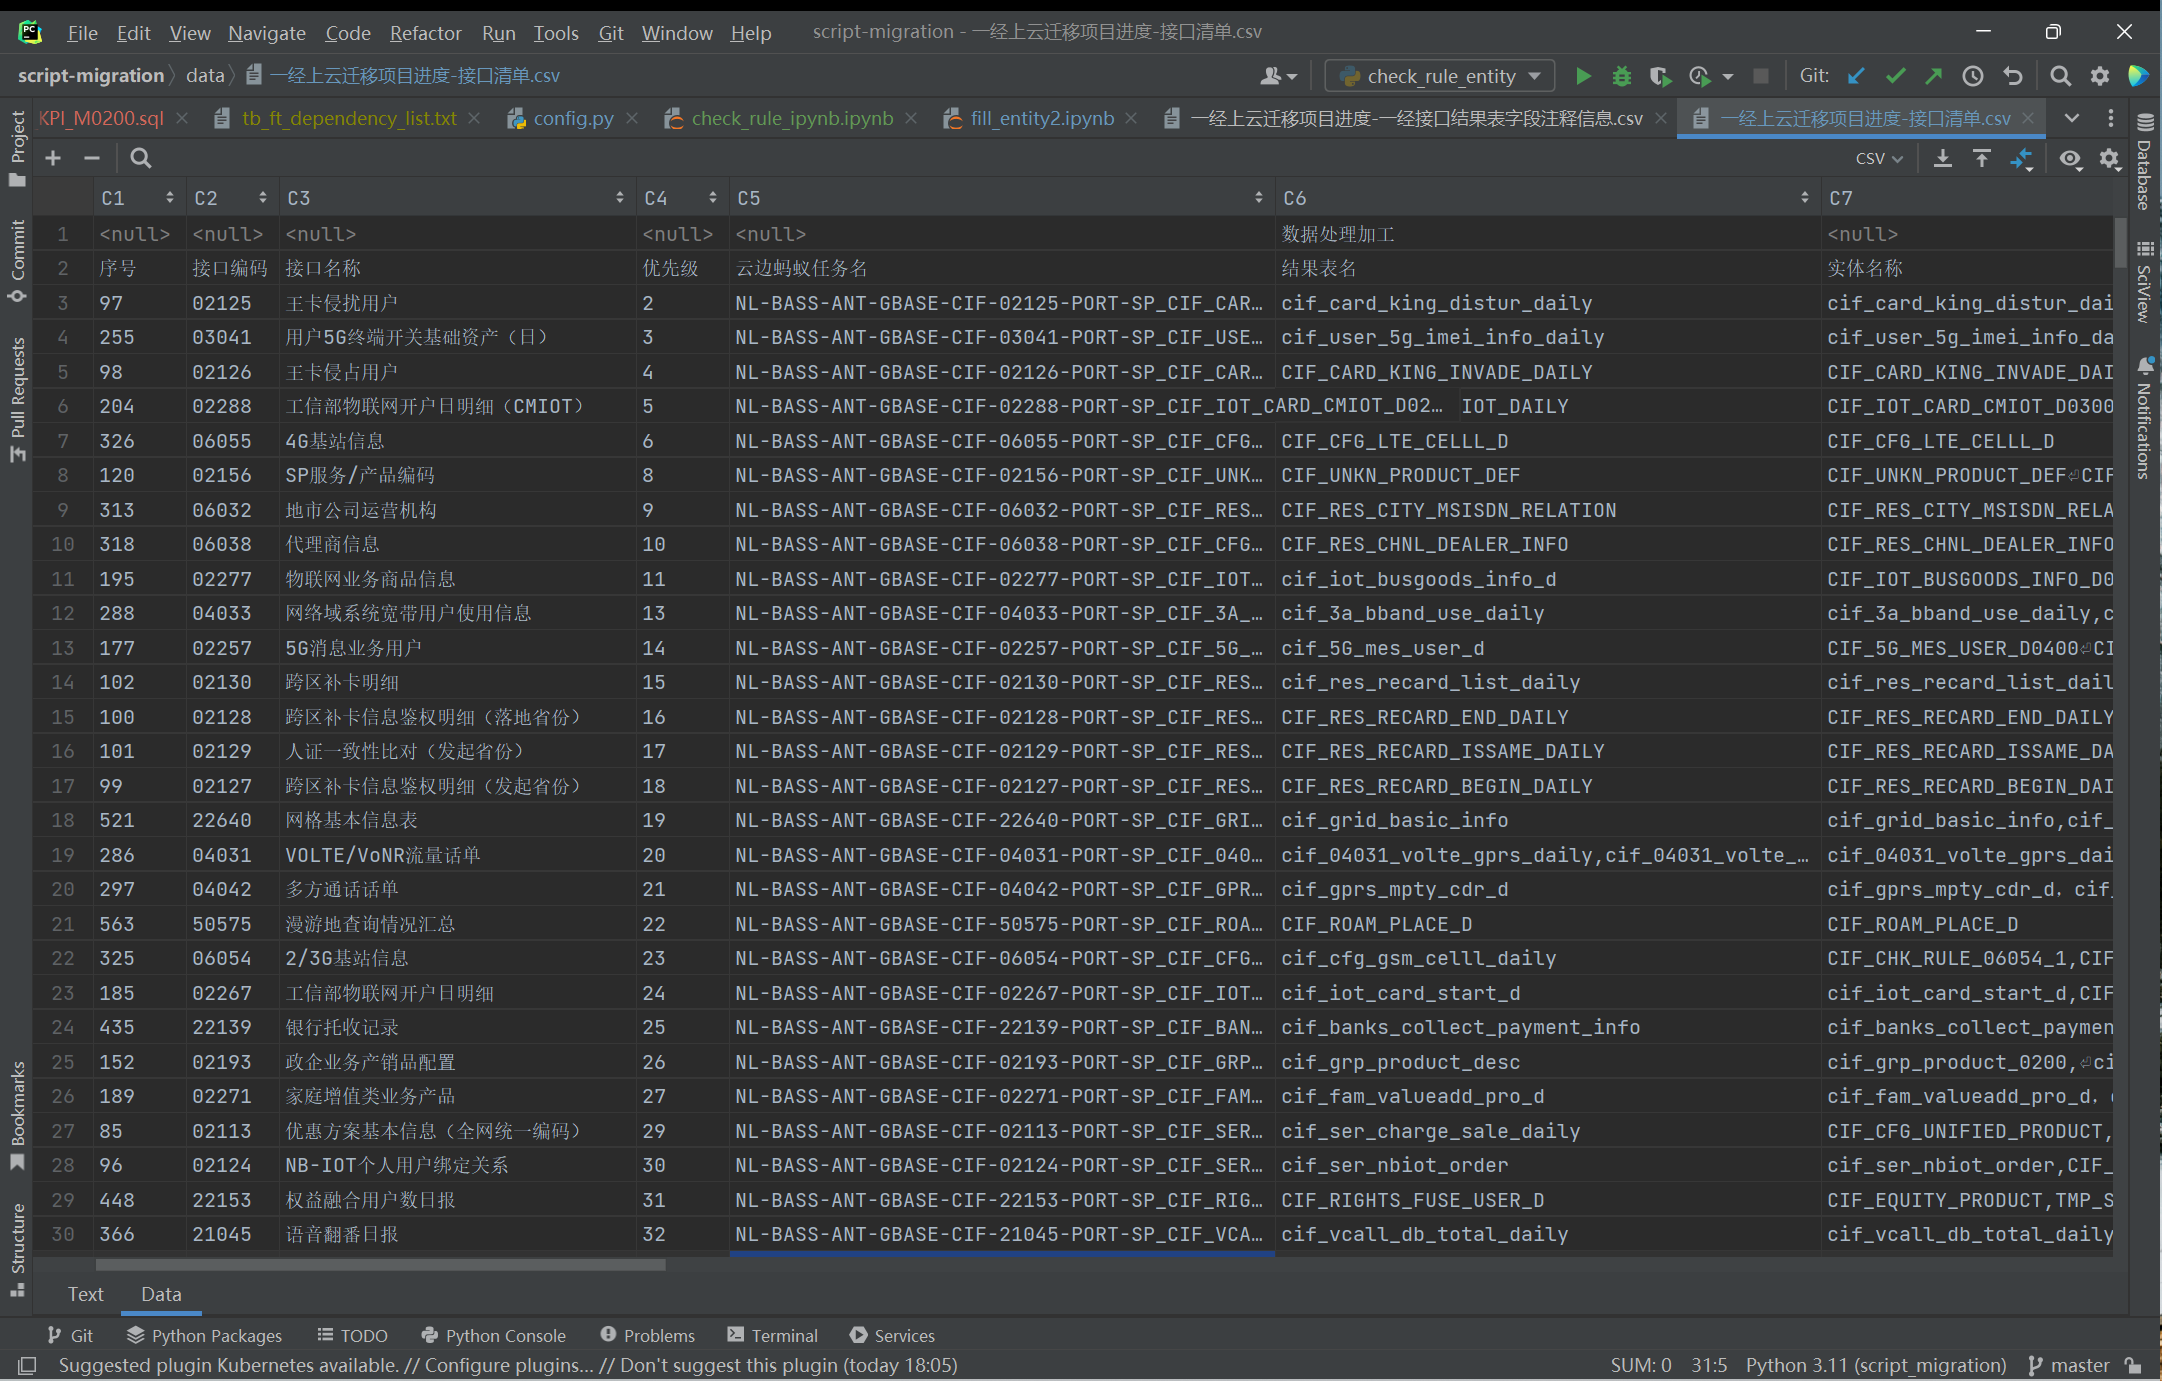 File Edit View Navigate Code Refactor Run Tools Git Window Help script-migration - 一经上云迁移项目进度-接口清单.csv
script-migration data 一经上云迁移项目进度-接口清单.csv check_rule_entity Git:
KPI_M0200.sql tb_ft_dependency_list.txt config.py check_rule_ipynb.ipynb fill_entity2.ipynb 一经上云迁移项目进度-一经接口结果表字段注释信息.csv 一经上云迁移项目进度-接口清单.csv
CSV
C1 C2 C3 C4 C5 C6 C7
1 <null> <null> <null> <null> <null> 数据处理加工 <null>
2 序号 接口编码 接口名称 优先级 云边蚂蚁任务名 结果表名 实体名称
3 97 02125 王卡侵扰用户 2 NL-BASS-ANT-GBASE-CIF-02125-PORT-SP_CIF_CAR… cif_card_king_distur_daily cif_card_king_distur_dai
4 255 03041 用户5G终端开关基础资产（日） 3 NL-BASS-ANT-GBASE-CIF-03041-PORT-SP_CIF_USE… cif_user_5g_imei_info_daily cif_user_5g_imei_info_da
5 98 02126 王卡侵占用户 4 NL-BASS-ANT-GBASE-CIF-02126-PORT-SP_CIF_CAR… CIF_CARD_KING_INVADE_DAILY CIF_CARD_KING_INVADE_DAI
6 204 02288 工信部物联网开户日明细（CMIOT） 5 NL-BASS-ANT-GBASE-CIF-02288-PORT-SP_CIF_IOT_CARD_CMIOT_D02… IOT_DAILY CIF_IOT_CARD_CMIOT_D0300
7 326 06055 4G基站信息 6 NL-BASS-ANT-GBASE-CIF-06055-PORT-SP_CIF_CFG… CIF_CFG_LTE_CELLL_D CIF_CFG_LTE_CELLL_D
8 120 02156 SP服务/产品编码 8 NL-BASS-ANT-GBASE-CIF-02156-PORT-SP_CIF_UNK… CIF_UNKN_PRODUCT_DEF CIF_UNKN_PRODUCT_DEF⏎CIF
9 313 06032 地市公司运营机构 9 NL-BASS-ANT-GBASE-CIF-06032-PORT-SP_CIF_RES… CIF_RES_CITY_MSISDN_RELATION CIF_RES_CITY_MSISDN_RELA
10 318 06038 代理商信息 10 NL-BASS-ANT-GBASE-CIF-06038-PORT-SP_CIF_CFG… CIF_RES_CHNL_DEALER_INFO CIF_RES_CHNL_DEALER_INFO
11 195 02277 物联网业务商品信息 11 NL-BASS-ANT-GBASE-CIF-02277-PORT-SP_CIF_IOT… cif_iot_busgoods_info_d CIF_IOT_BUSGOODS_INFO_D0
12 288 04033 网络域系统宽带用户使用信息 13 NL-BASS-ANT-GBASE-CIF-04033-PORT-SP_CIF_3A_… cif_3a_bband_use_daily cif_3a_bband_use_daily,c
13 177 02257 5G消息业务用户 14 NL-BASS-ANT-GBASE-CIF-02257-PORT-SP_CIF_5G_… cif_5G_mes_user_d CIF_5G_MES_USER_D0400⏎CI
14 102 02130 跨区补卡明细 15 NL-BASS-ANT-GBASE-CIF-02130-PORT-SP_CIF_RES… cif_res_recard_list_daily cif_res_recard_list_dail
15 100 02128 跨区补卡信息鉴权明细（落地省份） 16 NL-BASS-ANT-GBASE-CIF-02128-PORT-SP_CIF_RES… CIF_RES_RECARD_END_DAILY CIF_RES_RECARD_END_DAILY
16 101 02129 人证一致性比对（发起省份） 17 NL-BASS-ANT-GBASE-CIF-02129-PORT-SP_CIF_RES… CIF_RES_RECARD_ISSAME_DAILY CIF_RES_RECARD_ISSAME_DA
17 99 02127 跨区补卡信息鉴权明细（发起省份） 18 NL-BASS-ANT-GBASE-CIF-02127-PORT-SP_CIF_RES… CIF_RES_RECARD_BEGIN_DAILY CIF_RES_RECARD_BEGIN_DAI
18 521 22640 网格基本信息表 19 NL-BASS-ANT-GBASE-CIF-22640-PORT-SP_CIF_GRI… cif_grid_basic_info cif_grid_basic_info,cif_
19 286 04031 VOLTE/VoNR流量话单 20 NL-BASS-ANT-GBASE-CIF-04031-PORT-SP_CIF_040… cif_04031_volte_gprs_daily,cif_04031_volte_… cif_04031_volte_gprs_dai
20 297 04042 多方通话话单 21 NL-BASS-ANT-GBASE-CIF-04042-PORT-SP_CIF_GPR… cif_gprs_mpty_cdr_d cif_gprs_mpty_cdr_d，cif_
21 563 50575 漫游地查询情况汇总 22 NL-BASS-ANT-GBASE-CIF-50575-PORT-SP_CIF_ROA… CIF_ROAM_PLACE_D CIF_ROAM_PLACE_D
22 325 06054 2/3G基站信息 23 NL-BASS-ANT-GBASE-CIF-06054-PORT-SP_CIF_CFG… cif_cfg_gsm_celll_daily CIF_CHK_RULE_06054_1,CIF
23 185 02267 工信部物联网开户日明细 24 NL-BASS-ANT-GBASE-CIF-02267-PORT-SP_CIF_IOT… cif_iot_card_start_d cif_iot_card_start_d,CIF
24 435 22139 银行托收记录 25 NL-BASS-ANT-GBASE-CIF-22139-PORT-SP_CIF_BAN… cif_banks_collect_payment_info cif_banks_collect_paymen
25 152 02193 政企业务产销品配置 26 NL-BASS-ANT-GBASE-CIF-02193-PORT-SP_CIF_GRP… cif_grp_product_desc cif_grp_product_0200,⏎ci
26 189 02271 家庭增值类业务产品 27 NL-BASS-ANT-GBASE-CIF-02271-PORT-SP_CIF_FAM… cif_fam_valueadd_pro_d cif_fam_valueadd_pro_d，
27 85 02113 优惠方案基本信息（全网统一编码） 29 NL-BASS-ANT-GBASE-CIF-02113-PORT-SP_CIF_SER… cif_ser_charge_sale_daily CIF_CFG_UNIFIED_PRODUCT,
28 96 02124 NB-IOT个人用户绑定关系 30 NL-BASS-ANT-GBASE-CIF-02124-PORT-SP_CIF_SER… cif_ser_nbiot_order cif_ser_nbiot_order,CIF_
29 448 22153 权益融合用户数日报 31 NL-BASS-ANT-GBASE-CIF-22153-PORT-SP_CIF_RIG… CIF_RIGHTS_FUSE_USER_D CIF_EQUITY_PRODUCT,TMP_S
30 366 21045 语音翻番日报 32 NL-BASS-ANT-GBASE-CIF-21045-PORT-SP_CIF_VCA… cif_vcall_db_total_daily cif_vcall_db_total_daily
Text Data
Git Python Packages TODO Python Console Problems Terminal Services
Suggested plugin Kubernetes available. // Configure plugins... // Don't suggest this plugin (today 18:05) SUM: 0 31:5 Python 3.11 (script_migration) master
Project
Commit
Pull Requests
Bookmarks
Structure
Database
SciView
Notifications